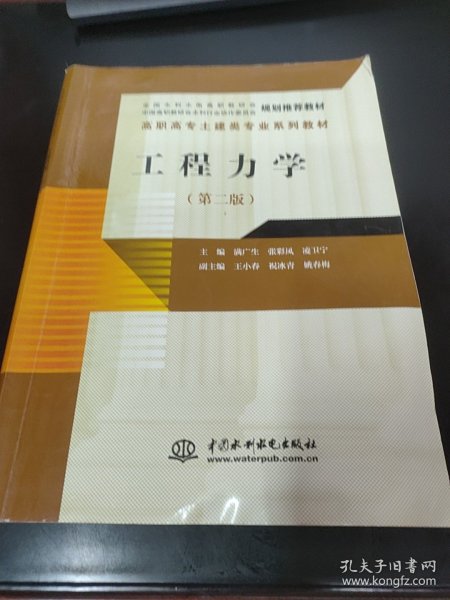 全国水利水电高职教研会
中国高职教研会水利行业协作委员会
规划推荐教材
高职高专土建类专业系列教材
工程力学
（第二版）
主编 满广生 张彩凤 凌卫宁
副主编 王小春 祝冰青 姚春梅
中国水利水电出版社
www.waterpub.com.cn
孔夫子旧书网
www.kongfz.com